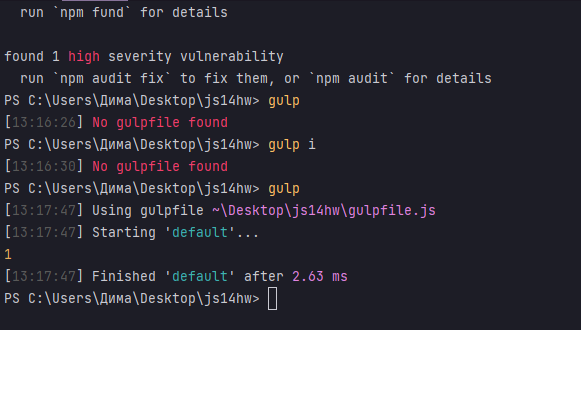 run `npm fund` for details
found 1 high severity vulnerability
run `npm audit fix` to fix them, or `npm audit` for details
PS C:\Users\Дима\Desktop\js14hw> gulp
[13:16:26] No gulpfile found
PS C:\Users\Дима\Desktop\js14hw> gulp i
[13:16:30] No gulpfile found
PS C:\Users\Дима\Desktop\js14hw> gulp
[13:17:47] Using gulpfile ~\Desktop\js14hw\gulpfile.js
[13:17:47] Starting 'default'...
1
[13:17:47] Finished 'default' after 2.63 ms
PS C:\Users\Дима\Desktop\js14hw>